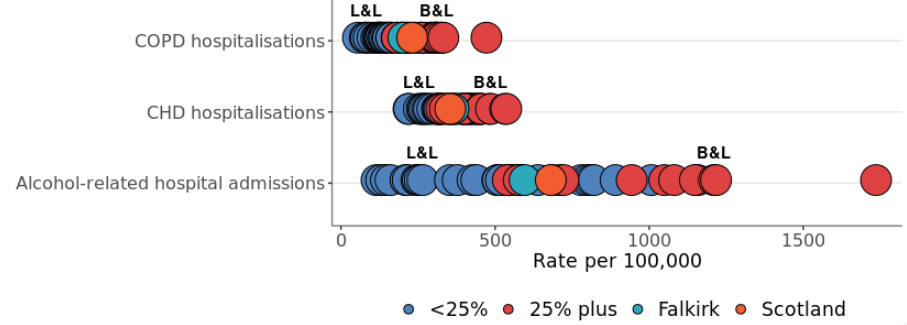 L&L B&L
COPD hospitalisations
L&L B&L
CHD hospitalisations
L&L B&L
Alcohol-related hospital admissions
0 500 1000 1500
Rate per 100,000
<25% 25% plus Falkirk Scotland